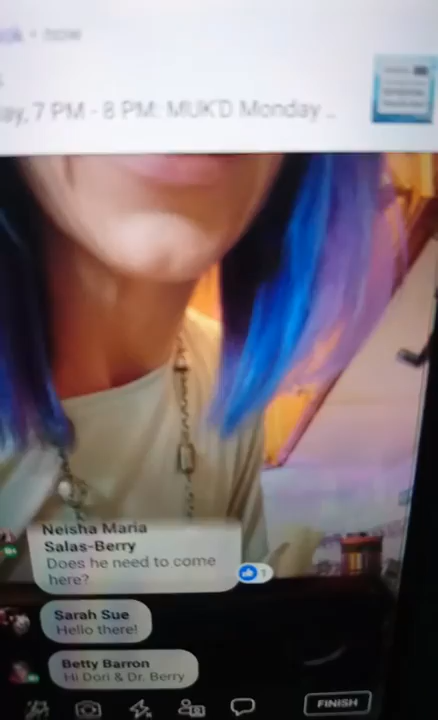 now
7 PM - 8 PM: MUK'D Monday ..
Neisha Maria
Salas-Berry
Does he need to come
here?
1
Sarah Sue
Hello there!
Betty Barron
Hi Dori & Dr. Berry
FINISH